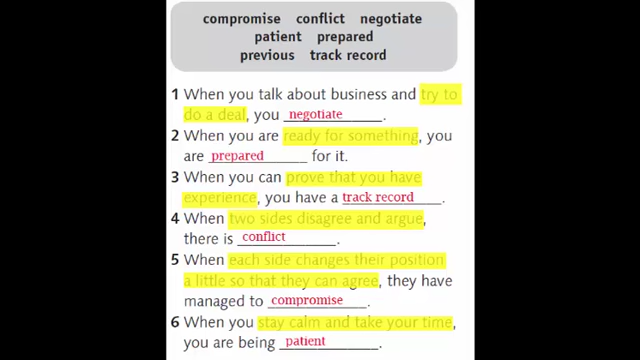 compromise conflict negotiate
patient prepared
previous track record
1 When you talk about business and try to
do a deal, you negotiate.
2 When you are ready for something, you
are prepared for it.
3 When you can prove that you have
experience, you have a track record.
4 When two sides disagree and argue,
there is conflict.
5 When each side changes their position
a little so that they can agree, they have
managed to compromise.
6 When you stay calm and take your time,
you are being patient.